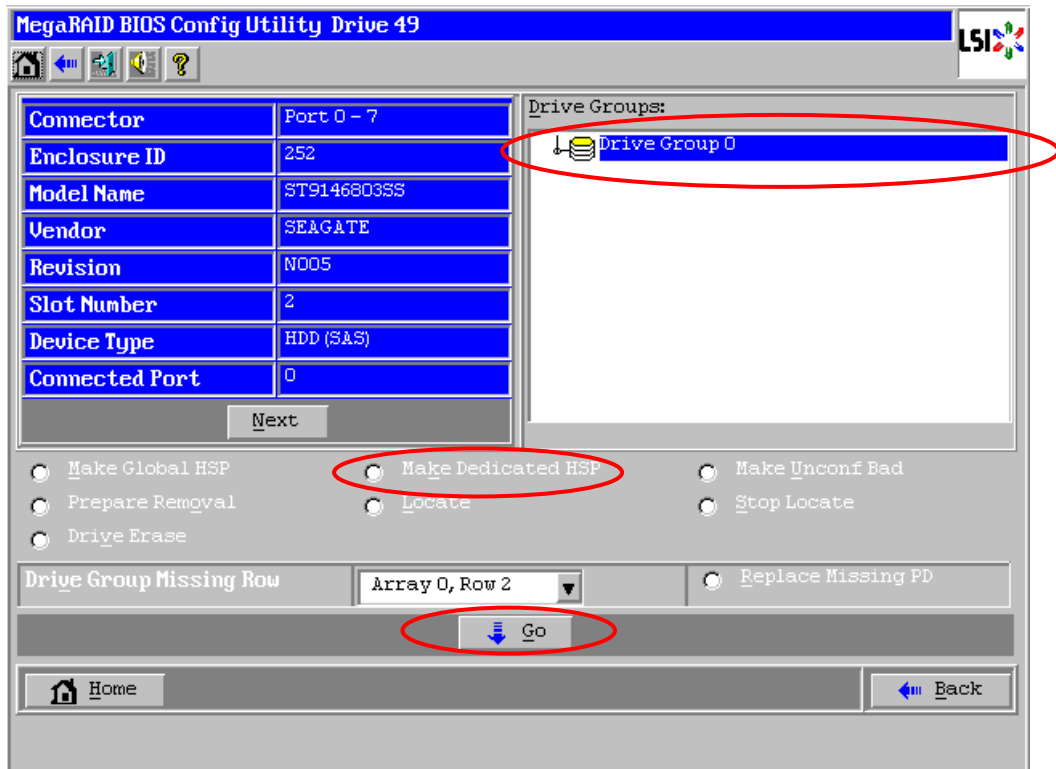 MegaRAID BIOS Config Utility Drive 49
LSI
Connector Port 0 - 7
Enclosure ID 252
Model Name ST9146803SS
Vendor SEAGATE
Revision N005
Slot Number 2
Device Type HDD (SAS)
Connected Port 0
Next
Drive Groups:
Drive Group 0
Make Global HSP Make Dedicated HSP Make Unconf Bad
Prepare Removal Locate Stop Locate
Drive Erase
Drive Group Missing Row Array 0, Row 2 Replace Missing PD
Go
Home Back